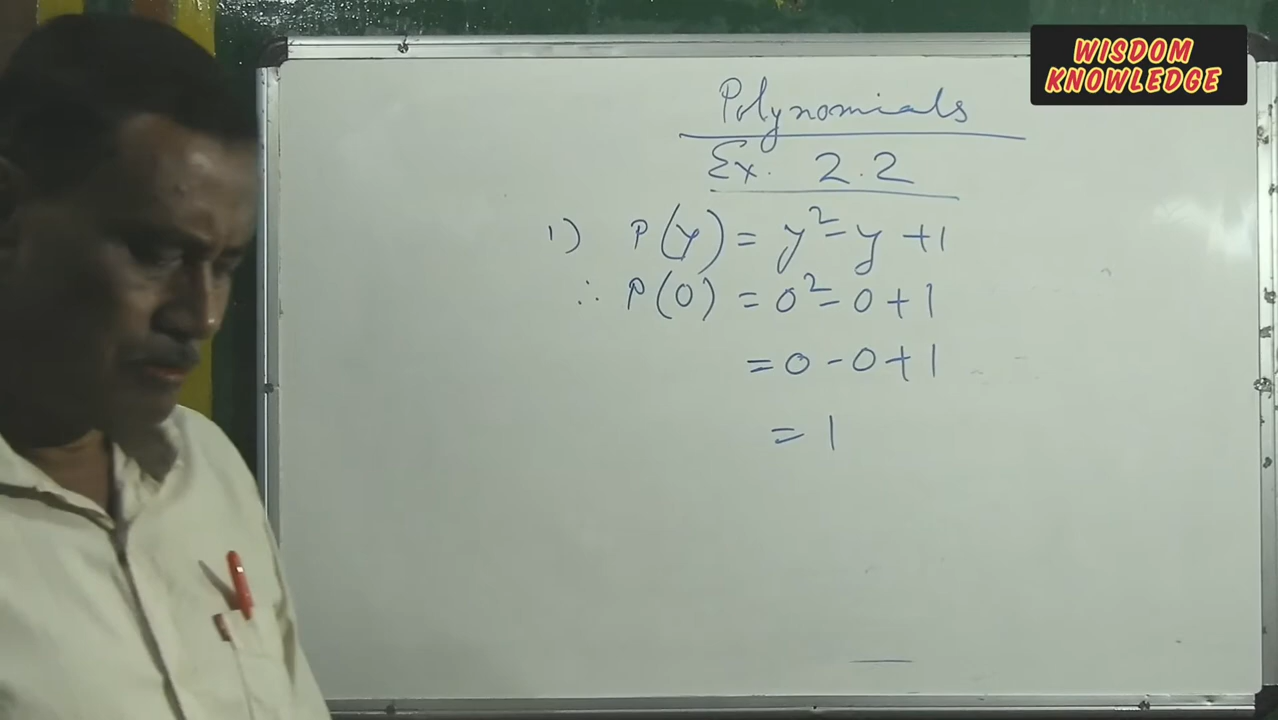 WISDOM
KNOWLEDGE
Polynomials
Ex. 2.2
1) P(y) = y² - y + 1
∴ P(0) = 0² - 0 + 1
= 0 - 0 + 1
= 1